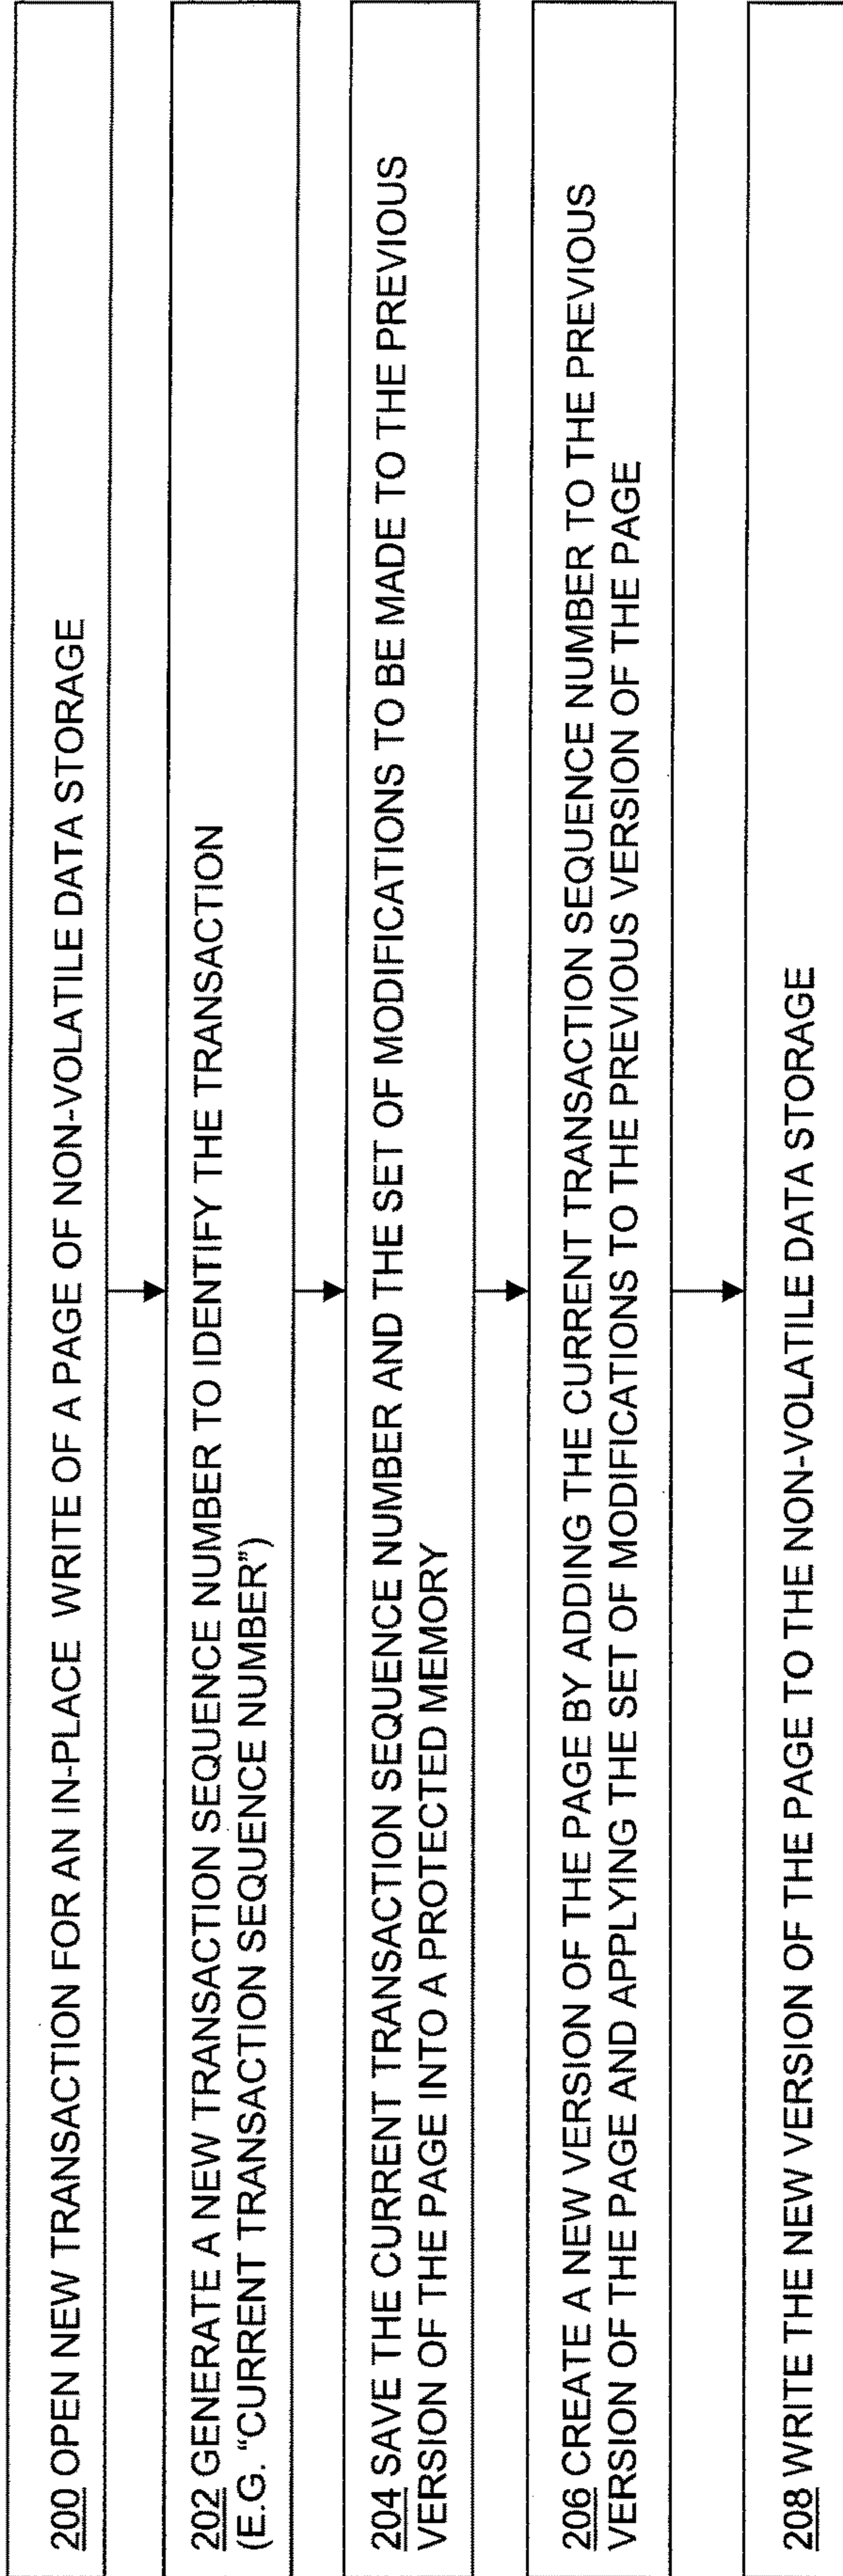 200 OPEN NEW TRANSACTION FOR AN IN-PLACE WRITE OF A PAGE OF NON-VOLATILE DATA STORAGE
202 GENERATE A NEW TRANSACTION SEQUENCE NUMBER TO IDENTIFY THE TRANSACTION
(E.G. “CURRENT TRANSACTION SEQUENCE NUMBER”)
204 SAVE THE CURRENT TRANSACTION SEQUENCE NUMBER AND THE SET OF MODIFICATIONS TO BE MADE TO THE PREVIOUS
VERSION OF THE PAGE INTO A PROTECTED MEMORY
206 CREATE A NEW VERSION OF THE PAGE BY ADDING THE CURRENT TRANSACTION SEQUENCE NUMBER TO THE PREVIOUS
VERSION OF THE PAGE AND APPLYING THE SET OF MODIFICATIONS TO THE PREVIOUS VERSION OF THE PAGE
208 WRITE THE NEW VERSION OF THE PAGE TO THE NON-VOLATILE DATA STORAGE